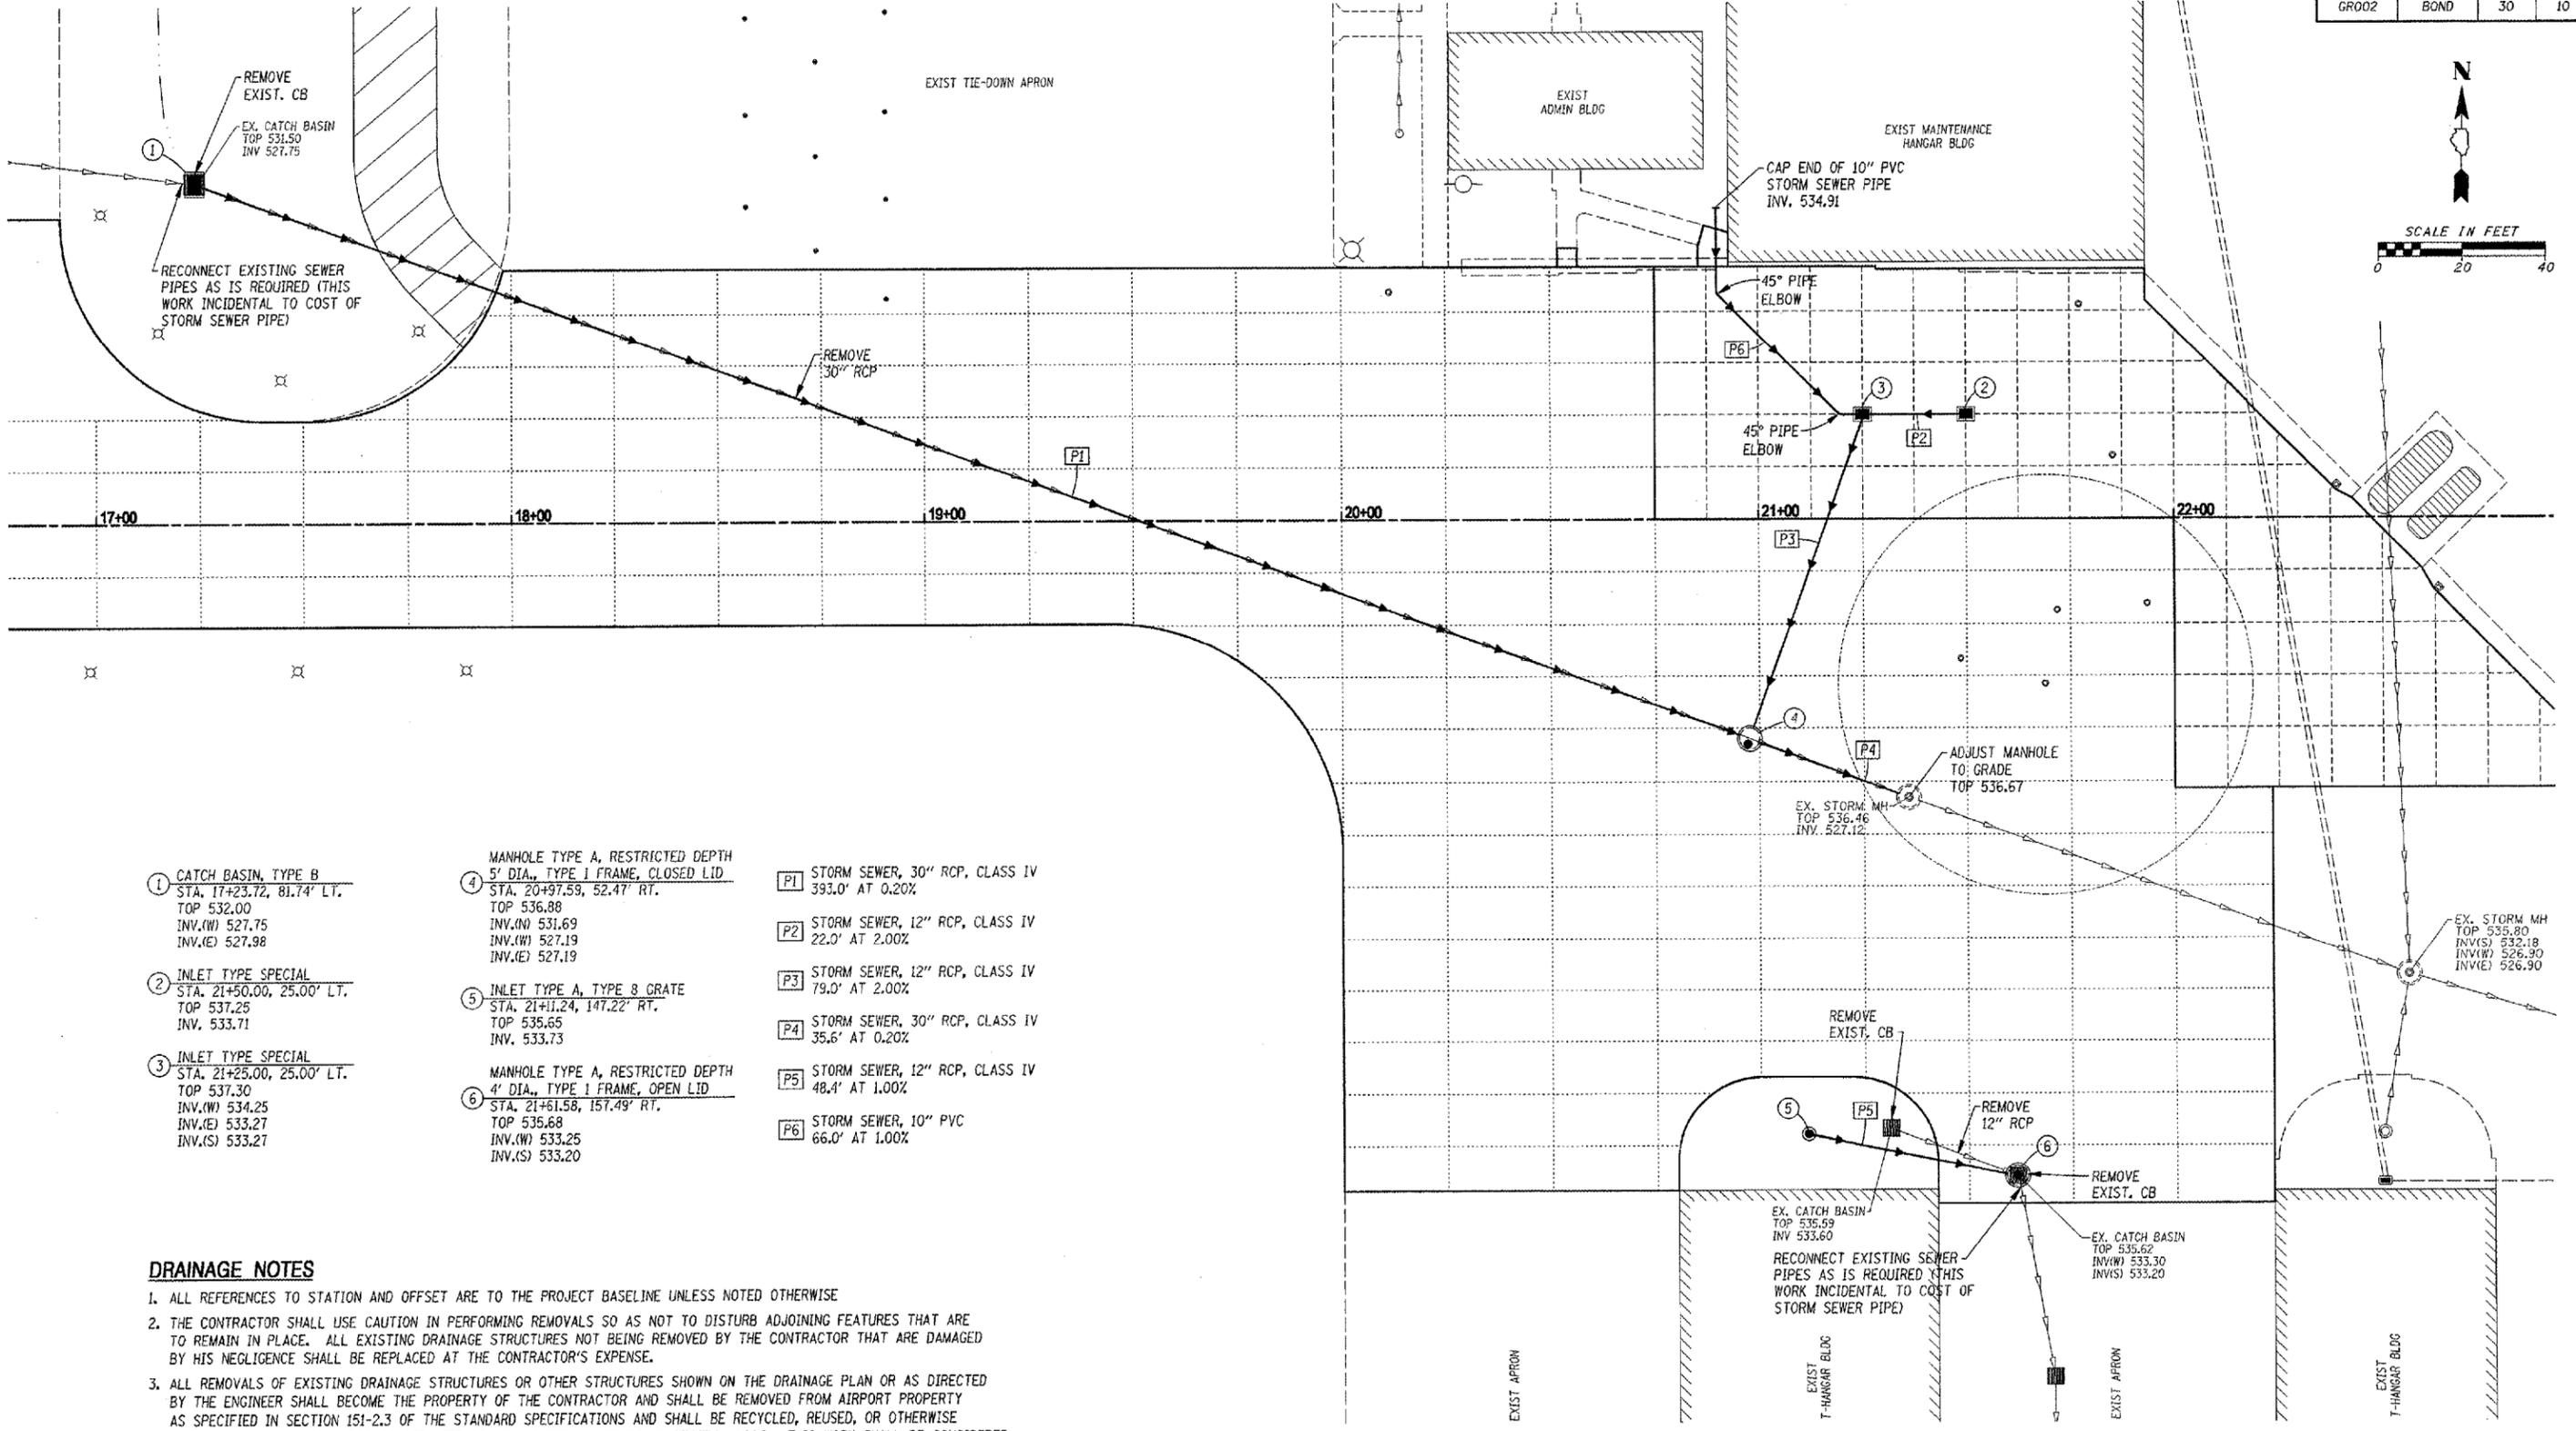 GR002 BOND 30 10
REMOVE
EXIST. CB
EX. CATCH BASIN
TOP 531.50
INV 527.75
1
RECONNECT EXISTING SEWER
PIPES AS IS REQUIRED (THIS
WORK INCIDENTAL TO COST OF
STORM SEWER PIPE)
EXIST TIE-DOWN APRON
EXIST
ADMIN BLDG
EXIST MAINTENANCE
HANGAR BLDG
CAP END OF 10" PVC
STORM SEWER PIPE
INV. 534.91
N
SCALE IN FEET
0 20 40
45° PIPE
ELBOW
P6
3
2
45° PIPE
ELBOW
P2
REMOVE
30" RCP
P1
17+00
18+00
19+00
20+00
21+00
22+00
P3
4
P4
ADJUST MANHOLE
TO GRADE
TOP 536.67
EX. STORM MH
TOP 536.46
INV 527.12
EX. STORM MH
TOP 535.80
INV(S) 532.18
INV(W) 526.90
INV(E) 526.90
1 CATCH BASIN, TYPE B
STA. 17+23.72, 81.74' LT.
TOP 532.00
INV.(W) 527.75
INV.(E) 527.98
2 INLET TYPE SPECIAL
STA. 21+50.00, 25.00' LT.
TOP 537.25
INV. 533.71
3 INLET TYPE SPECIAL
STA. 21+25.00, 25.00' LT.
TOP 537.30
INV.(W) 534.25
INV.(E) 533.27
INV.(S) 533.27
MANHOLE TYPE A, RESTRICTED DEPTH
4 5' DIA., TYPE 1 FRAME, CLOSED LID
STA. 20+97.59, 52.47' RT.
TOP 536.88
INV.(N) 531.69
INV.(W) 527.19
INV.(E) 527.19
5 INLET TYPE A, TYPE 8 GRATE
STA. 21+11.24, 147.22' RT.
TOP 535.65
INV. 533.73
MANHOLE TYPE A, RESTRICTED DEPTH
6 4' DIA., TYPE 1 FRAME, OPEN LID
STA. 21+61.58, 157.49' RT.
TOP 535.68
INV.(W) 533.25
INV.(S) 533.20
P1 STORM SEWER, 30" RCP, CLASS IV
393.0' AT 0.20%
P2 STORM SEWER, 12" RCP, CLASS IV
22.0' AT 2.00%
P3 STORM SEWER, 12" RCP, CLASS IV
79.0' AT 2.00%
P4 STORM SEWER, 30" RCP, CLASS IV
35.6' AT 0.20%
P5 STORM SEWER, 12" RCP, CLASS IV
48.4' AT 1.00%
P6 STORM SEWER, 10" PVC
66.0' AT 1.00%
REMOVE
EXIST. CB
5
P5
REMOVE
12" RCP
6
REMOVE
EXIST. CB
EX. CATCH BASIN
TOP 535.59
INV 533.60
RECONNECT EXISTING SEWER
PIPES AS IS REQUIRED (THIS
WORK INCIDENTAL TO COST OF
STORM SEWER PIPE)
EX. CATCH BASIN
TOP 535.62
INV(W) 533.30
INV(S) 533.20
EXIST APRON
EXIST
T-HANGAR BLDG
EXIST APRON
EXIST
T-HANGAR BLDG
DRAINAGE NOTES
1. ALL REFERENCES TO STATION AND OFFSET ARE TO THE PROJECT BASELINE UNLESS NOTED OTHERWISE
2. THE CONTRACTOR SHALL USE CAUTION IN PERFORMING REMOVALS SO AS NOT TO DISTURB ADJOINING FEATURES THAT ARE
TO REMAIN IN PLACE. ALL EXISTING DRAINAGE STRUCTURES NOT BEING REMOVED BY THE CONTRACTOR THAT ARE DAMAGED
BY HIS NEGLIGENCE SHALL BE REPLACED AT THE CONTRACTOR'S EXPENSE.
3. ALL REMOVALS OF EXISTING DRAINAGE STRUCTURES OR OTHER STRUCTURES SHOWN ON THE DRAINAGE PLAN OR AS DIRECTED
BY THE ENGINEER SHALL BECOME THE PROPERTY OF THE CONTRACTOR AND SHALL BE REMOVED FROM AIRPORT PROPERTY
AS SPECIFIED IN SECTION 151-2.3 OF THE STANDARD SPECIFICATIONS AND SHALL BE RECYCLED, REUSED, OR OTHERWISE